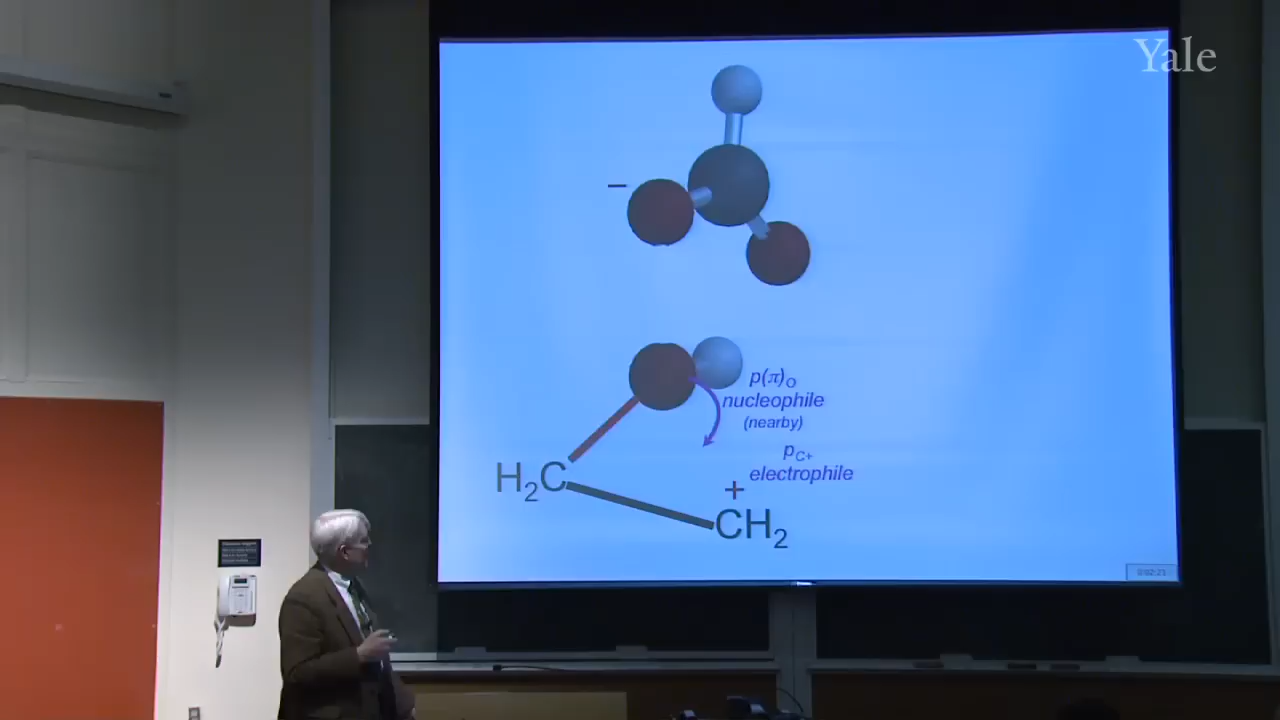 Yale
−
p(π)O
nucleophile
(nearby)
pC+
electrophile
+
H2C
CH2